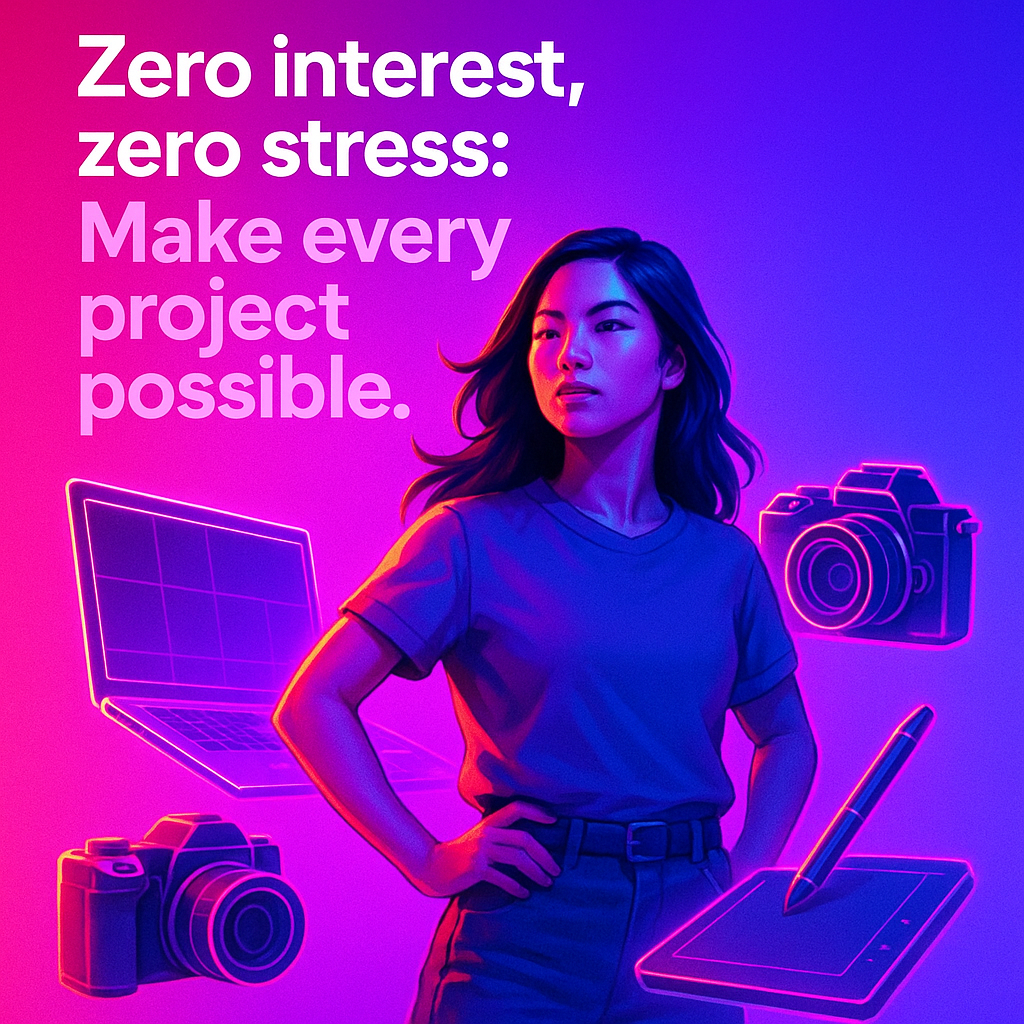 Zero interest,
zero stress:
Make every
project
possible.